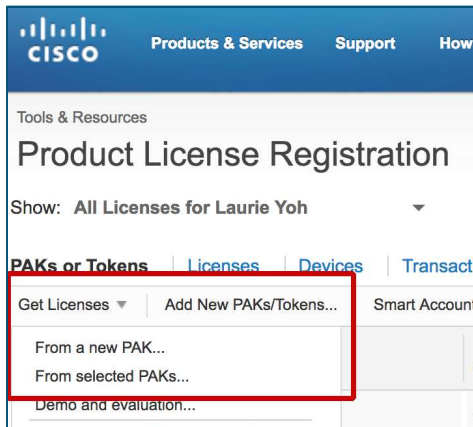 CISCO Products & Services Support How
Tools & Resources
Product License Registration
Show: All Licenses for Laurie Yoh
PAKs or Tokens Licenses Devices Transact
Get Licenses Add New PAKs/Tokens... Smart Account
From a new PAK...
From selected PAKs...
Demo and evaluation...